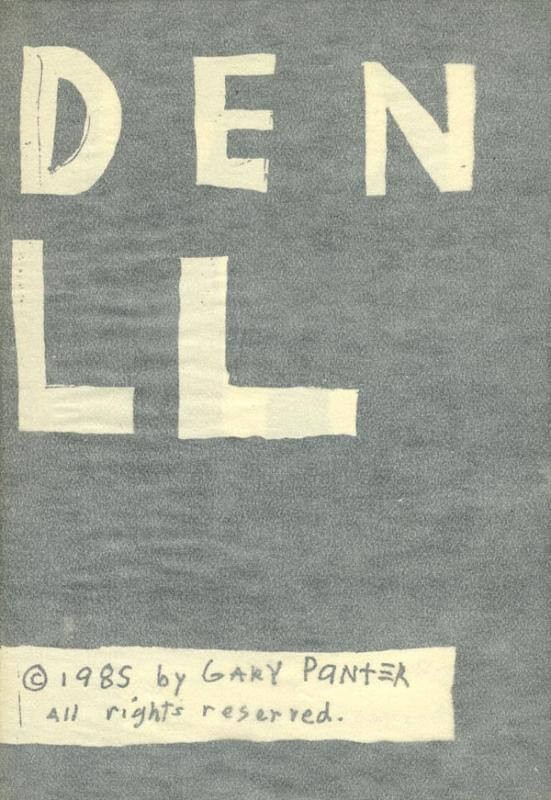 DEN
LL
© 1985 by GARY PANTER
All rights reserved.